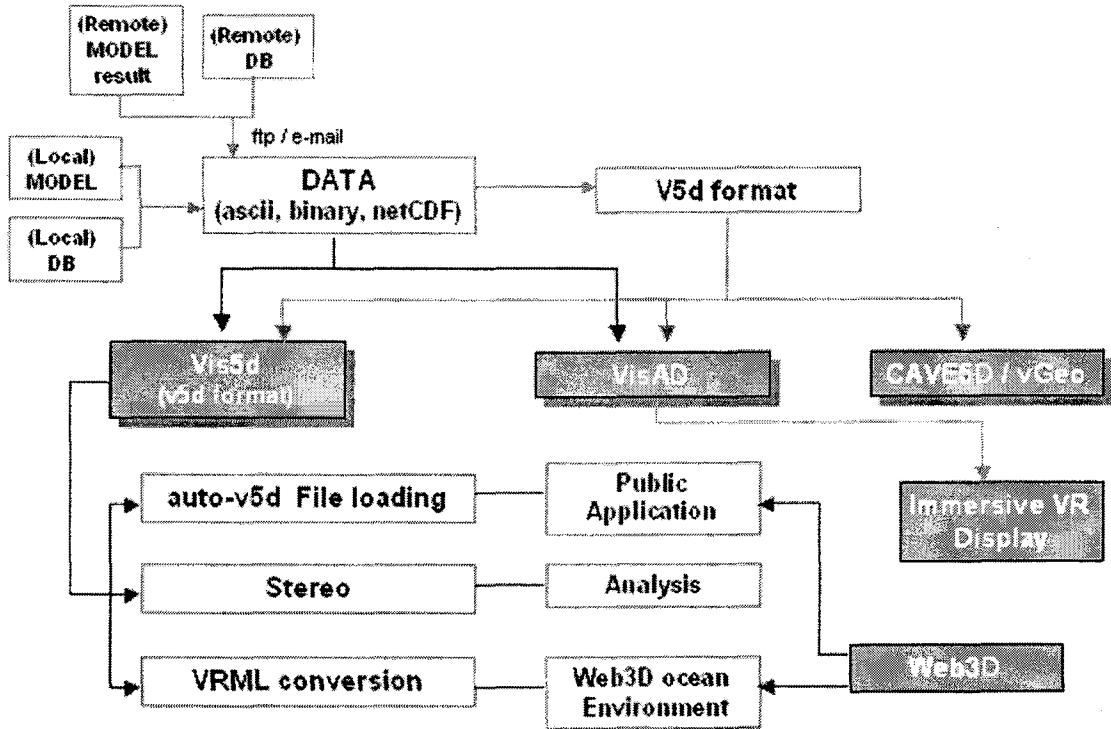 (Remote)
MODEL
result
(Remote)
DB
ftp / e-mail
(Local)
MODEL
(Local)
DB
DATA
(ascii, binary, netCDF)
V5d format
Vis5d
(v5d format)
VisAD
CAVE5D / vGeo
auto-v5d File loading
Public
Application
Immersive VR
Display
Stereo
Analysis
VRML conversion
Web3D ocean
Environment
Web3D